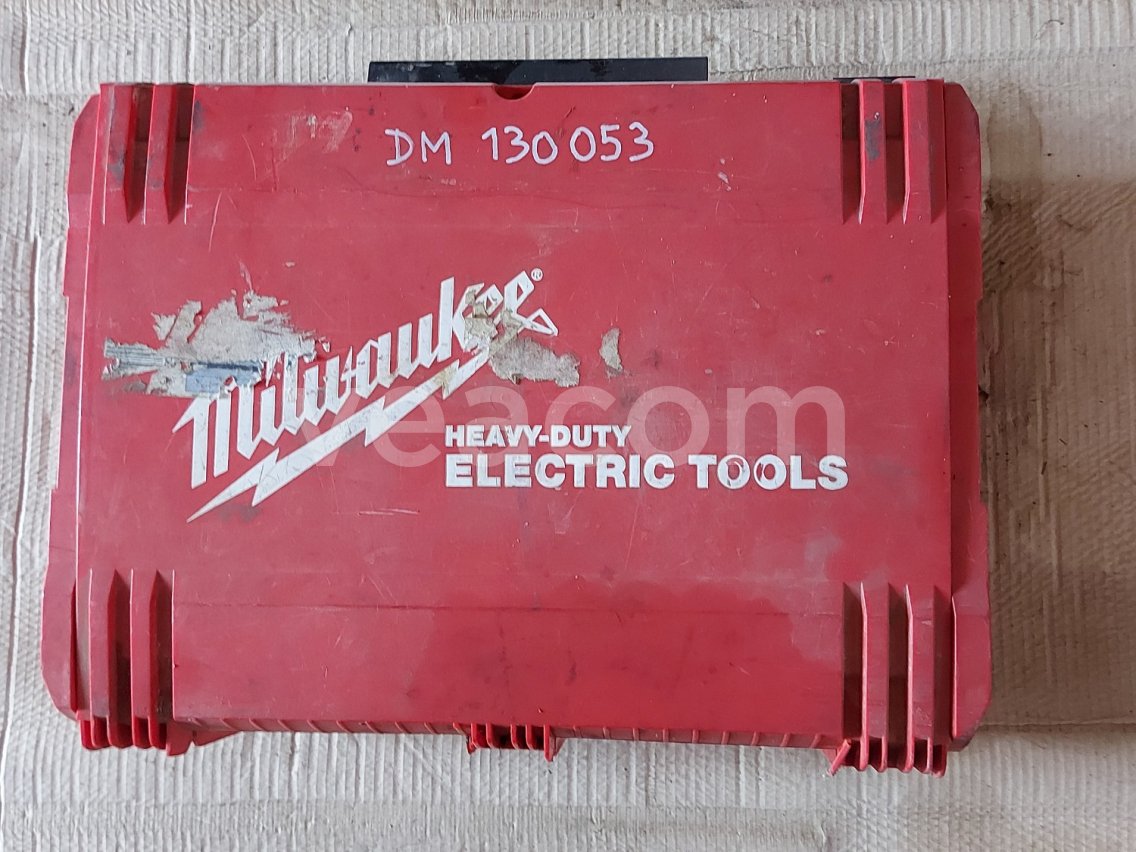 DM 130053
Milwaukee®
veacom
HEAVY-DUTY
ELECTRIC TOOLS